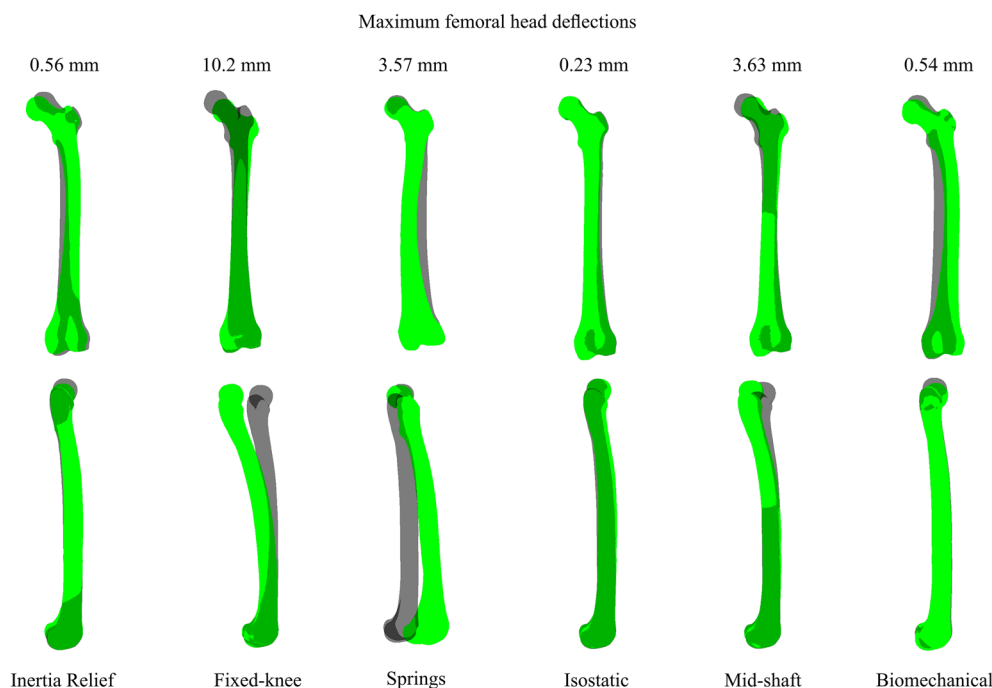 Maximum femoral head deflections
0.56 mm 10.2 mm 3.57 mm 0.23 mm 3.63 mm 0.54 mm
Inertia Relief Fixed-knee Springs Isostatic Mid-shaft Biomechanical